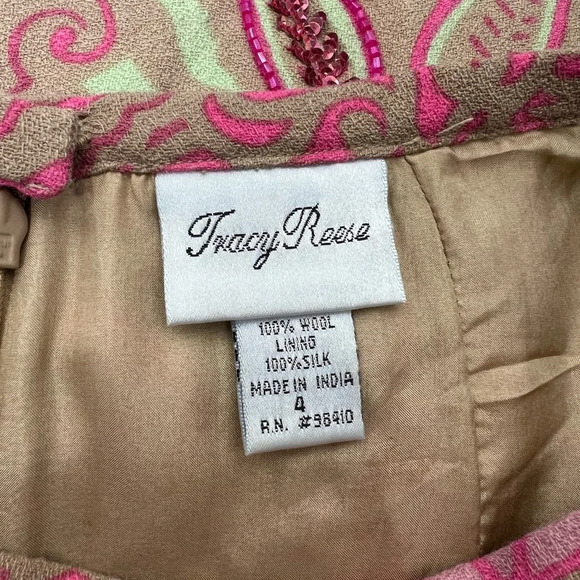 Tracy Reese
100% WOOL
LINING
100% SILK
MADE IN INDIA
4
R.N. #98410